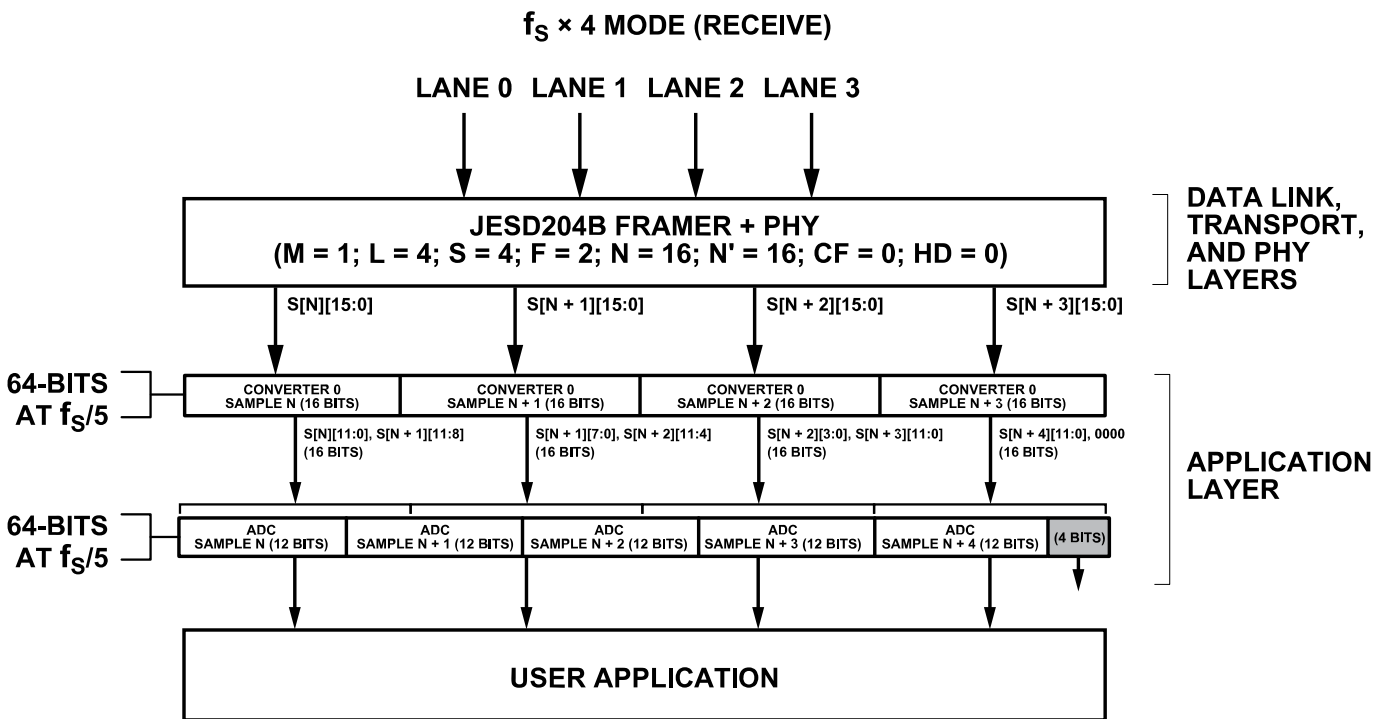 fS × 4 MODE (RECEIVE)
LANE 0 LANE 1 LANE 2 LANE 3
JESD204B FRAMER + PHY
(M = 1; L = 4; S = 4; F = 2; N = 16; N' = 16; CF = 0; HD = 0)
DATA LINK,
TRANSPORT,
AND PHY
LAYERS
S[N][15:0] S[N + 1][15:0] S[N + 2][15:0] S[N + 3][15:0]
64-BITS
AT fS/5
CONVERTER 0
SAMPLE N (16 BITS)
CONVERTER 0
SAMPLE N + 1 (16 BITS)
CONVERTER 0
SAMPLE N + 2 (16 BITS)
CONVERTER 0
SAMPLE N + 3 (16 BITS)
S[N][11:0], S[N + 1][11:8]
(16 BITS)
S[N + 1][7:0], S[N + 2][11:4]
(16 BITS)
S[N + 2][3:0], S[N + 3][11:0]
(16 BITS)
S[N + 4][11:0], 0000
(16 BITS)
APPLICATION
LAYER
64-BITS
AT fS/5
ADC
SAMPLE N (12 BITS)
ADC
SAMPLE N + 1 (12 BITS)
ADC
SAMPLE N + 2 (12 BITS)
ADC
SAMPLE N + 3 (12 BITS)
ADC
SAMPLE N + 4 (12 BITS)
(4 BITS)
USER APPLICATION